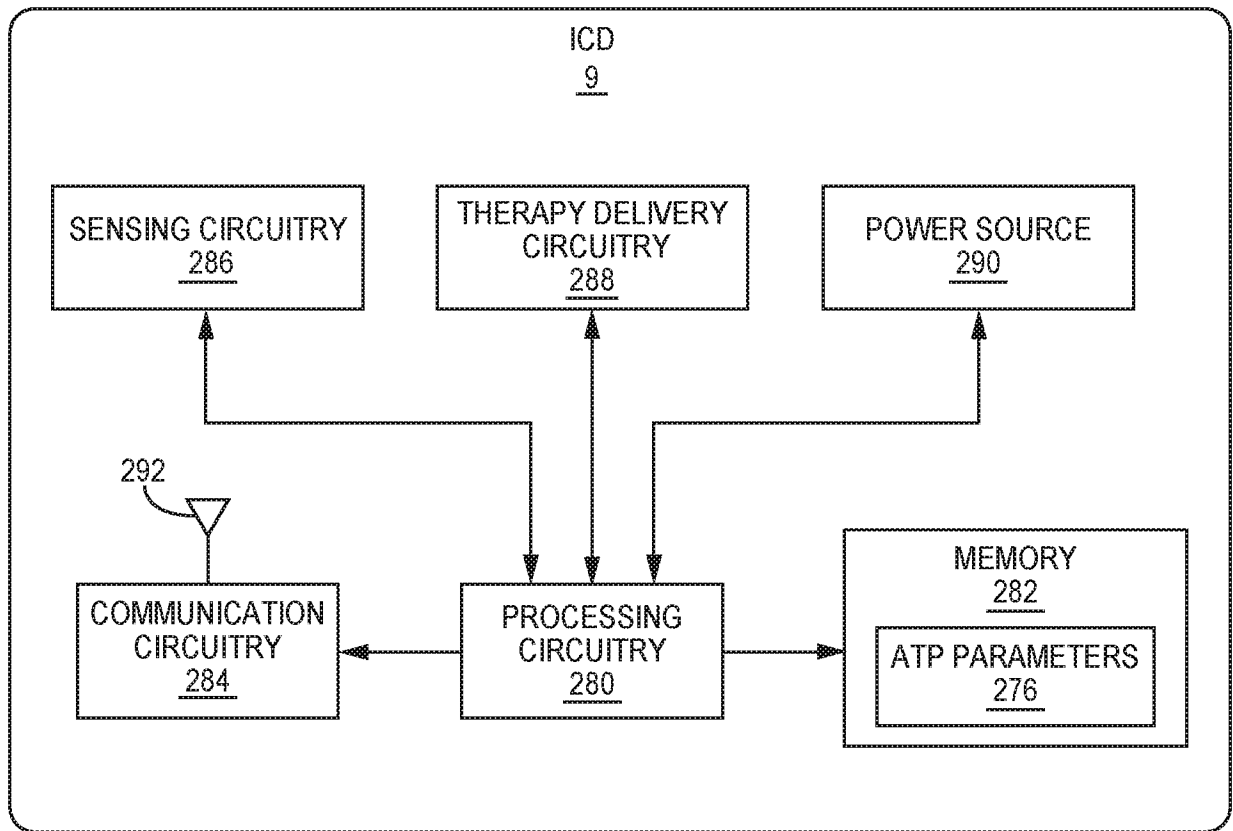 ICD
9
SENSING CIRCUITRY
286
THERAPY DELIVERY
CIRCUITRY
288
POWER SOURCE
290
292
COMMUNICATION
CIRCUITRY
284
PROCESSING
CIRCUITRY
280
MEMORY
282
ATP PARAMETERS
276